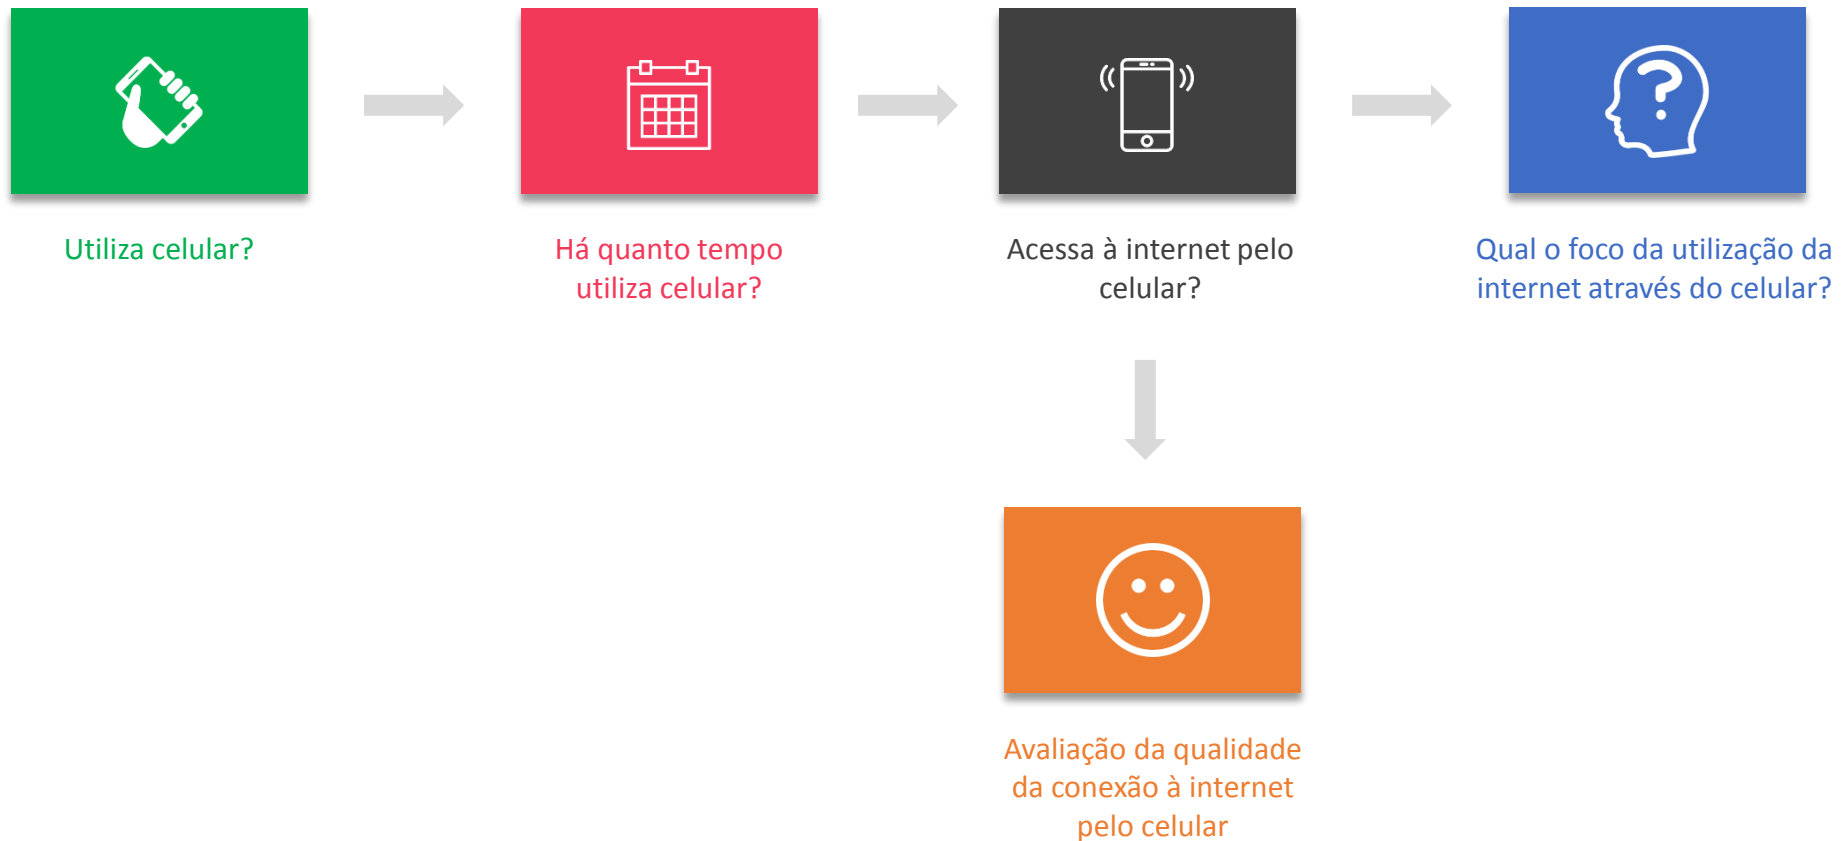 Utiliza celular?
Há quanto tempo
utiliza celular?
Acessa à internet pelo
celular?
Qual o foco da utilização da
internet através do celular?
Avaliação da qualidade
da conexão à internet
pelo celular